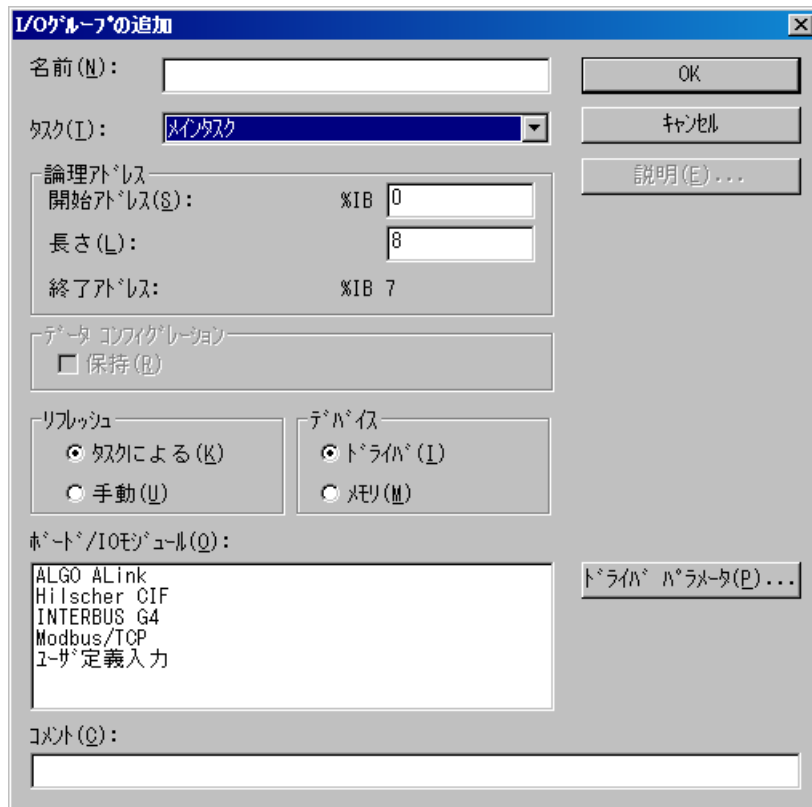 I/Oｸﾞﾙｰﾌﾟの追加
名前(N):
OK
ﾀｽｸ(T):
ﾒｲﾝﾀｽｸ
ｷｬﾝｾﾙ
説明(E)...
論理ｱﾄﾞﾚｽ
開始ｱﾄﾞﾚｽ(S): %IB 0
長さ(L): 8
終了ｱﾄﾞﾚｽ: %IB 7
ﾃﾞｰﾀ ｺﾝﾌｨｸﾞﾚｰｼｮﾝ
保持(R)
ﾘﾌﾚｯｼｭ
ﾀｽｸによる(K)
手動(U)
ﾃﾞﾊﾞｲｽ
ﾄﾞﾗｲﾊﾞ(I)
ﾒﾓﾘ(M)
ﾎﾞｰﾄﾞ/IOﾓｼﾞｭｰﾙ(O):
ALGO ALink
Hilscher CIF
INTERBUS G4
Modbus/TCP
ﾕｰｻﾞ定義入力
ﾄﾞﾗｲﾊﾞ ﾊﾟﾗﾒｰﾀ(P)...
ｺﾒﾝﾄ(C):